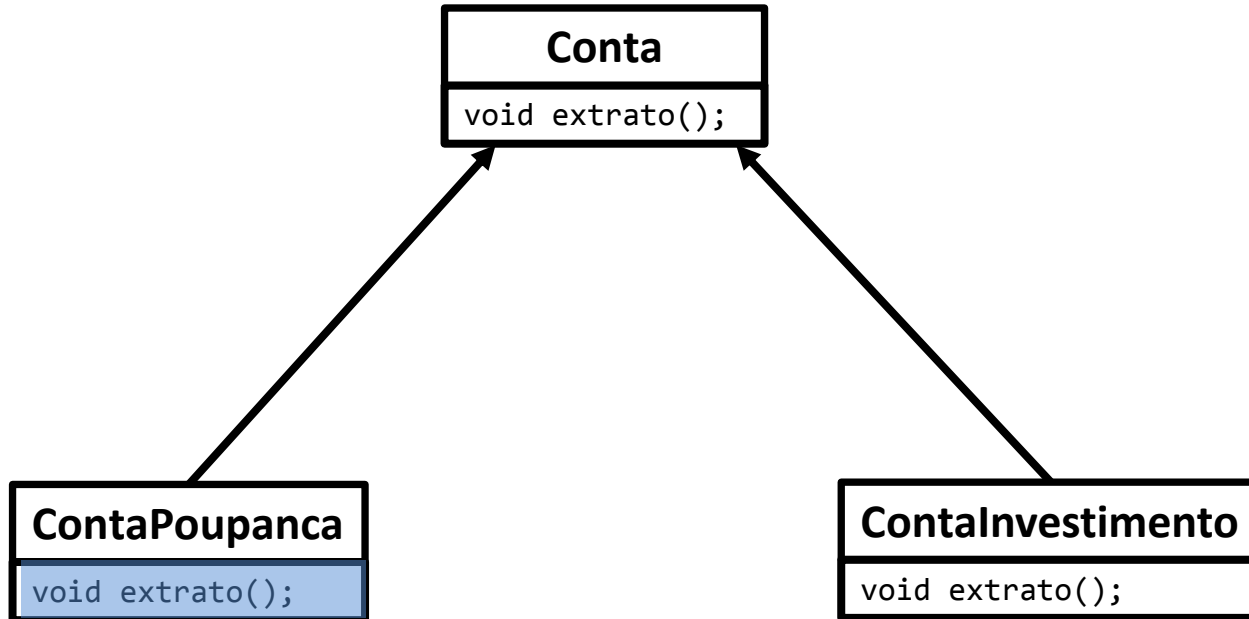 Conta
void extrato();
ContaPoupanca
void extrato();
ContaInvestimento
void extrato();